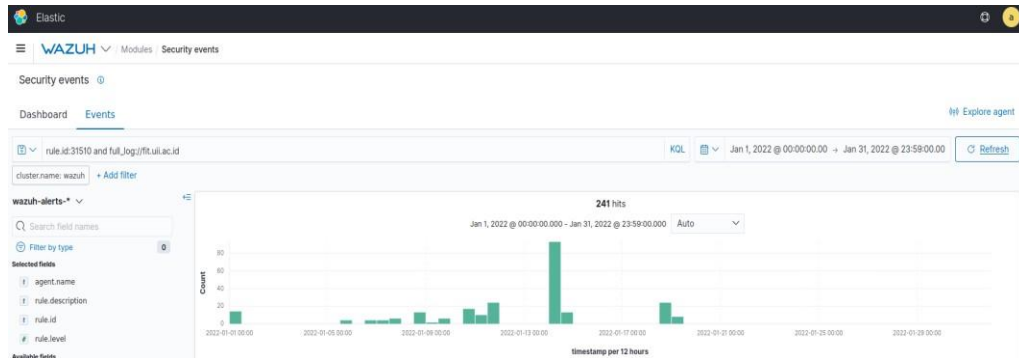 Elastic
a
WAZUH / Modules / Security events
Security events
Dashboard Events
Explore agent
rule.id:31510 and full_log://fit.uii.ac.id
KQL
Jan 1, 2022 @ 00:00:00.00 → Jan 31, 2022 @ 23:59:00.00
Refresh
cluster.name: wazuh + Add filter
wazuh-alerts-*
241 hits
Jan 1, 2022 @ 00:00:00.000 - Jan 31, 2022 @ 23:59:00.000 Auto
Search field names
Filter by type 0
Selected fields
t agent.name
t rule.description
t rule.id
# rule.level
Available fields
Count
80
60
40
20
0
2022-01-01 00:00 2022-01-05 00:00 2022-01-09 00:00 2022-01-13 00:00 2022-01-17 00:00 2022-01-21 00:00 2022-01-25 00:00 2022-01-29 00:00
timestamp per 12 hours